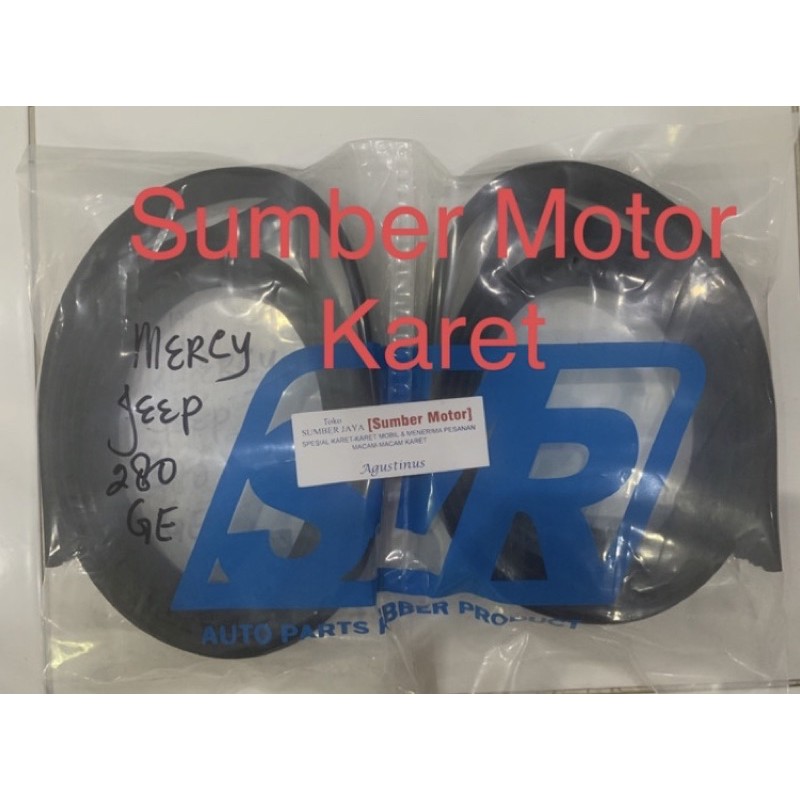 Sumber Motor
Karet
MERCY
JEEP
280
GE
Toko
SUMBER JAYA [Sumber Motor]
SPESIAL KARET-KARET MOBIL & MENERIMA PESANAN
MACAM-MACAM KARET
Agustinus
SMR
AUTO PARTS RUBBER PRODUCT